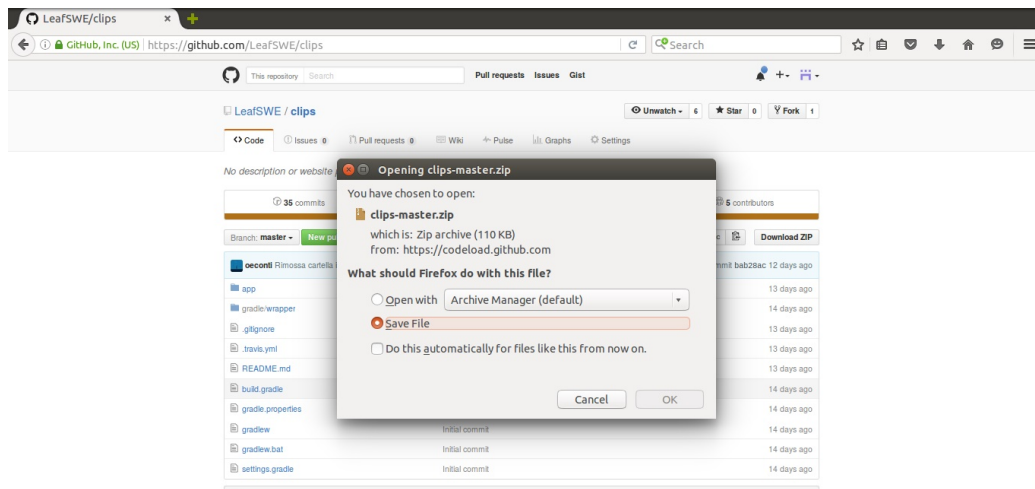 LeafSWE/clips
GitHub, Inc. (US) https://github.com/LeafSWE/clips Search
This repository Search Pull requests Issues Gist
LeafSWE / clips Unwatch 6 Star 0 Fork 1
Code Issues 0 Pull requests 0 Wiki Pulse Graphs Settings
No description or website
Opening clips-master.zip
You have chosen to open:
35 commits 5 contributors
clips-master.zip
which is: Zip archive (110 KB)
from: https://codeload.github.com
Branch: master New pu Download ZIP
oeconti Rimossa cartella bab28ac 12 days ago
What should Firefox do with this file?
app 13 days ago
gradle/wrapper 14 days ago
Open with Archive Manager (default)
.gitignore 13 days ago
Save File
.travis.yml 13 days ago
Do this automatically for files like this from now on.
README.md 13 days ago
build.gradle 14 days ago
Cancel OK
gradle.properties 14 days ago
gradlew Initial commit 14 days ago
gradlew.bat Initial commit 14 days ago
settings.gradle Initial commit 14 days ago